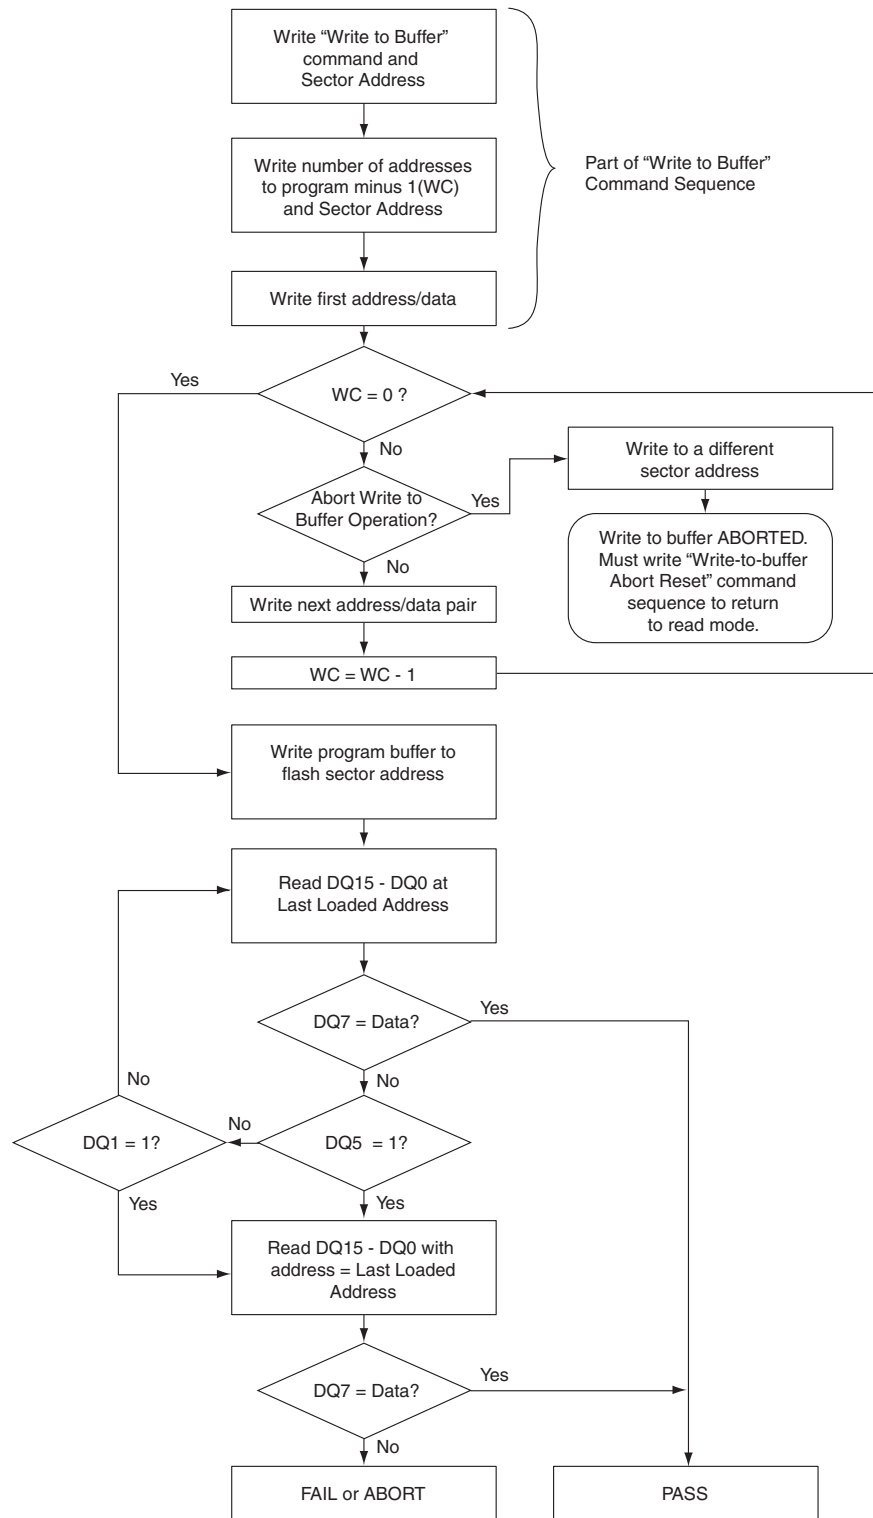 Write “Write to Buffer”
command and
Sector Address
Write number of addresses
to program minus 1(WC)
and Sector Address
Part of “Write to Buffer”
Command Sequence
Write first address/data
Yes
WC = 0 ?
No
Abort Write to
Buffer Operation?
Yes
Write to a different
sector address
Write to buffer ABORTED.
Must write “Write-to-buffer
Abort Reset” command
sequence to return
to read mode.
No
Write next address/data pair
WC = WC - 1
Write program buffer to
flash sector address
Read DQ15 - DQ0 at
Last Loaded Address
DQ7 = Data?
Yes
No
DQ5  = 1?
No
DQ1 = 1?
No
Yes
Yes
Read DQ15 - DQ0 with
address = Last Loaded
Address
DQ7 = Data?
Yes
No
FAIL or ABORT
PASS